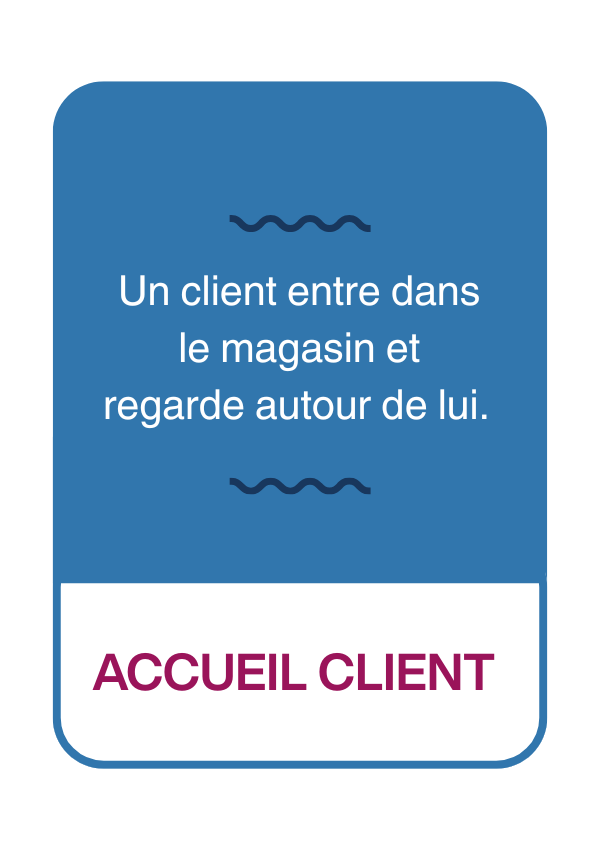 Un client entre dans
le magasin et
regarde autour de lui.
ACCUEIL CLIENT